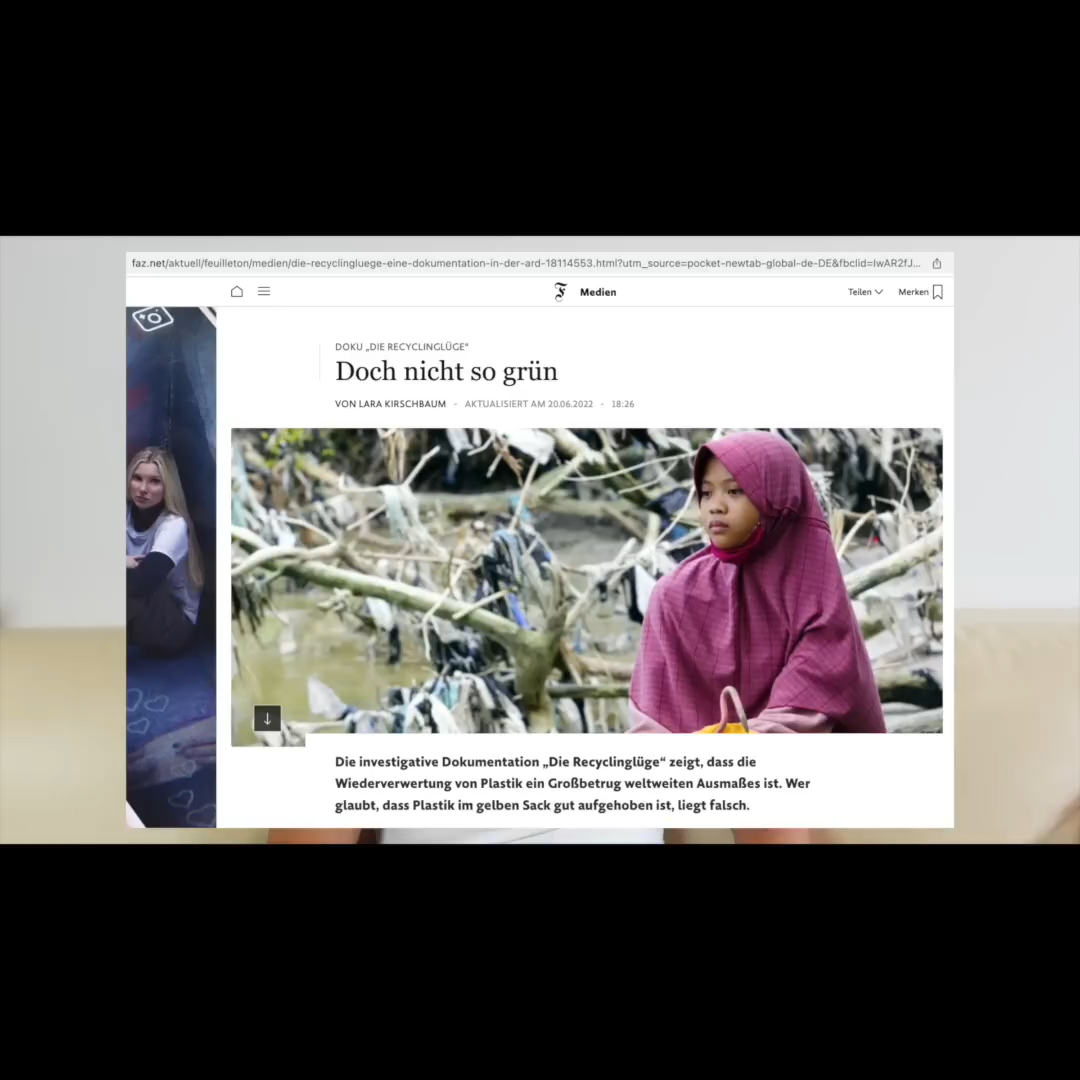 faz.net/aktuell/feuilleton/medien/die-recyclingluege-eine-dokumentation-in-der-ard-18114553.html?utm_source=pocket-newtab-global-de-DE&fbclid=IwAR2fJ...
Medien
Teilen
Merken
DOKU „DIE RECYCLINGLÜGE“
Doch nicht so grün
VON LARA KIRSCHBAUM - AKTUALISIERT AM 20.06.2022 - 18:26
Die investigative Dokumentation „Die Recyclinglüge“ zeigt, dass die
Wiederverwertung von Plastik ein Großbetrug weltweiten Ausmaßes ist. Wer
glaubt, dass Plastik im gelben Sack gut aufgehoben ist, liegt falsch.